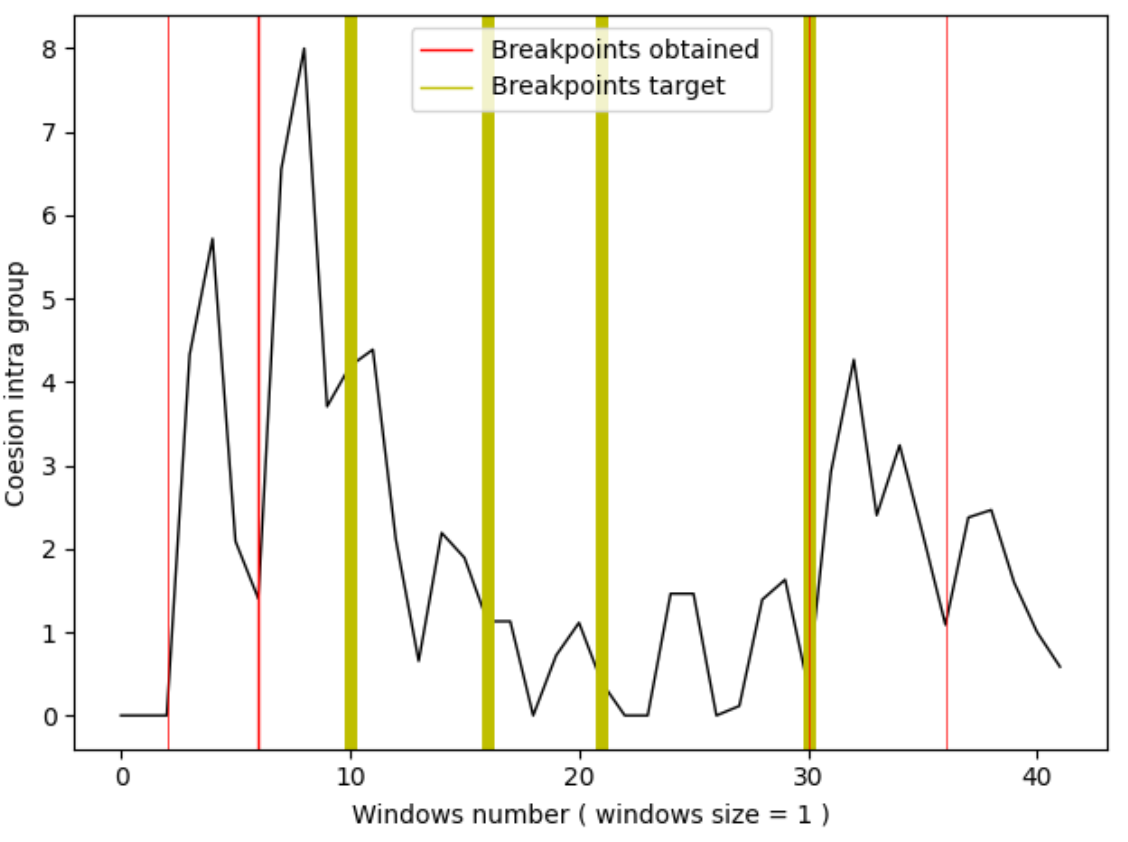 Breakpoints obtained
Breakpoints target
8
7
6
5
4
3
2
1
0
Coesion intra group
0 10 20 30 40
Windows number ( windows size = 1 )